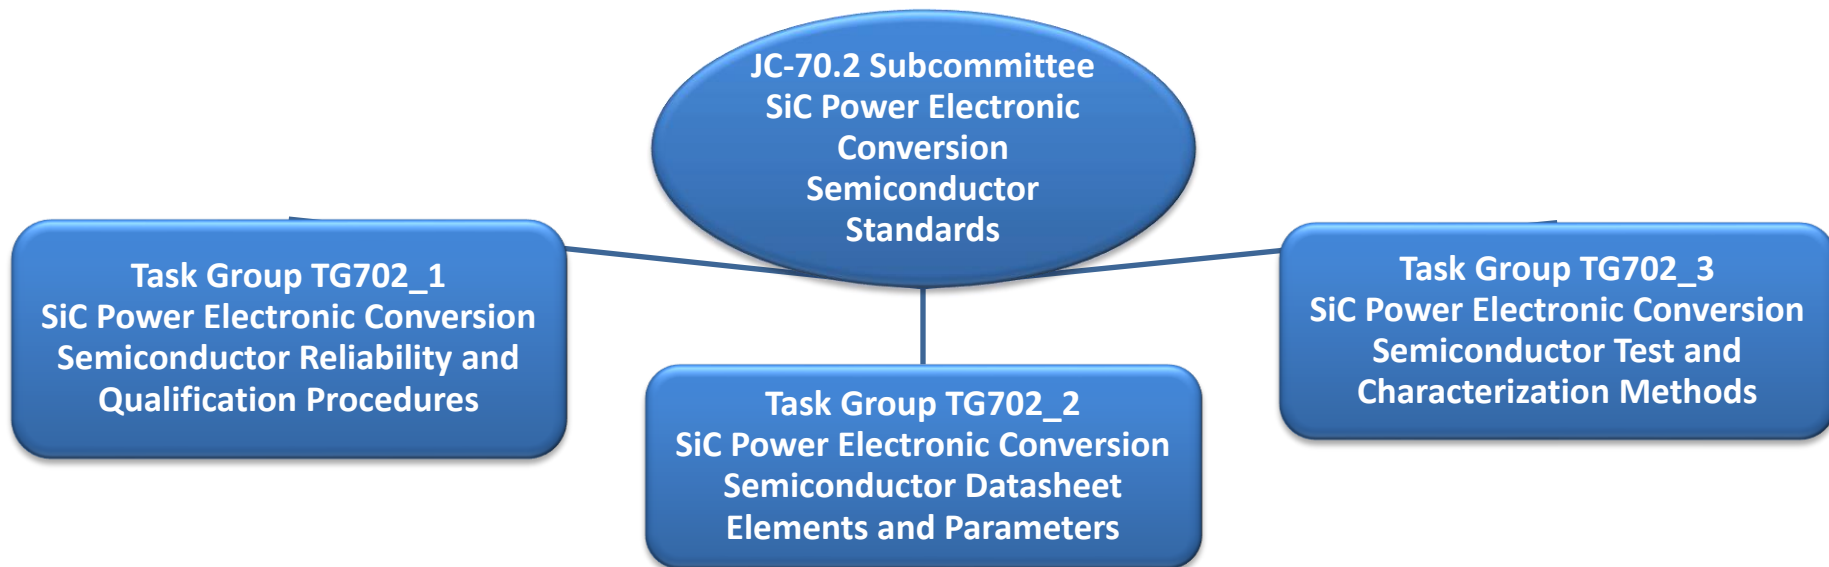 JC-70.2 Subcommittee
SiC Power Electronic
Conversion
Semiconductor
Standards
Task Group TG702_1
SiC Power Electronic Conversion
Semiconductor Reliability and
Qualification Procedures
Task Group TG702_2
SiC Power Electronic Conversion
Semiconductor Datasheet
Elements and Parameters
Task Group TG702_3
SiC Power Electronic Conversion
Semiconductor Test and
Characterization Methods